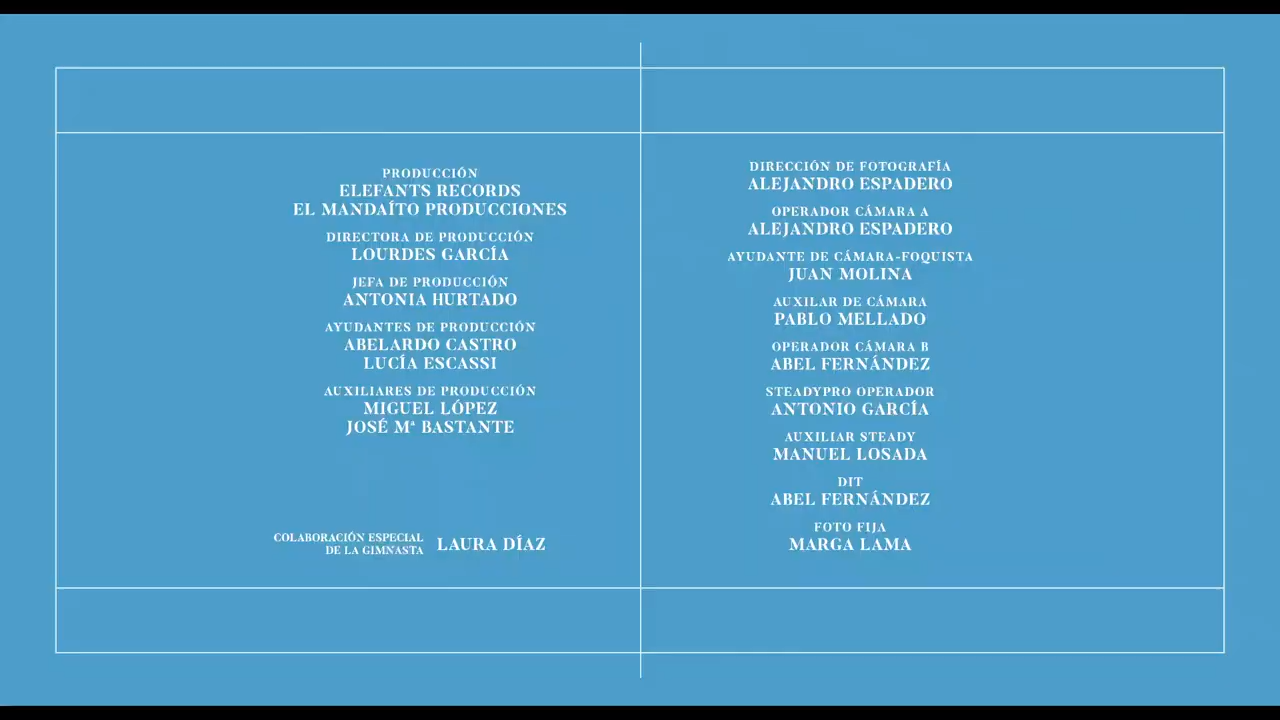 PRODUCCIÓN
ELEFANTS RECORDS
EL MANDAÍTO PRODUCCIONES
DIRECTORA DE PRODUCCIÓN
LOURDES GARCÍA
JEFA DE PRODUCCIÓN
ANTONIA HURTADO
AYUDANTES DE PRODUCCIÓN
ABELARDO CASTRO
LUCÍA ESCASSI
AUXILIARES DE PRODUCCIÓN
MIGUEL LÓPEZ
JOSÉ Mª BASTANTE
COLABORACIÓN ESPECIAL
DE LA GIMNASTA
LAURA DÍAZ
DIRECCIÓN DE FOTOGRAFÍA
ALEJANDRO ESPADERO
OPERADOR CÁMARA A
ALEJANDRO ESPADERO
AYUDANTE DE CÁMARA-FOQUISTA
JUAN MOLINA
AUXILAR DE CÁMARA
PABLO MELLADO
OPERADOR CÁMARA B
ABEL FERNÁNDEZ
STEADYPRO OPERADOR
ANTONIO GARCÍA
AUXILIAR STEADY
MANUEL LOSADA
DIT
ABEL FERNÁNDEZ
FOTO FIJA
MARGA LAMA